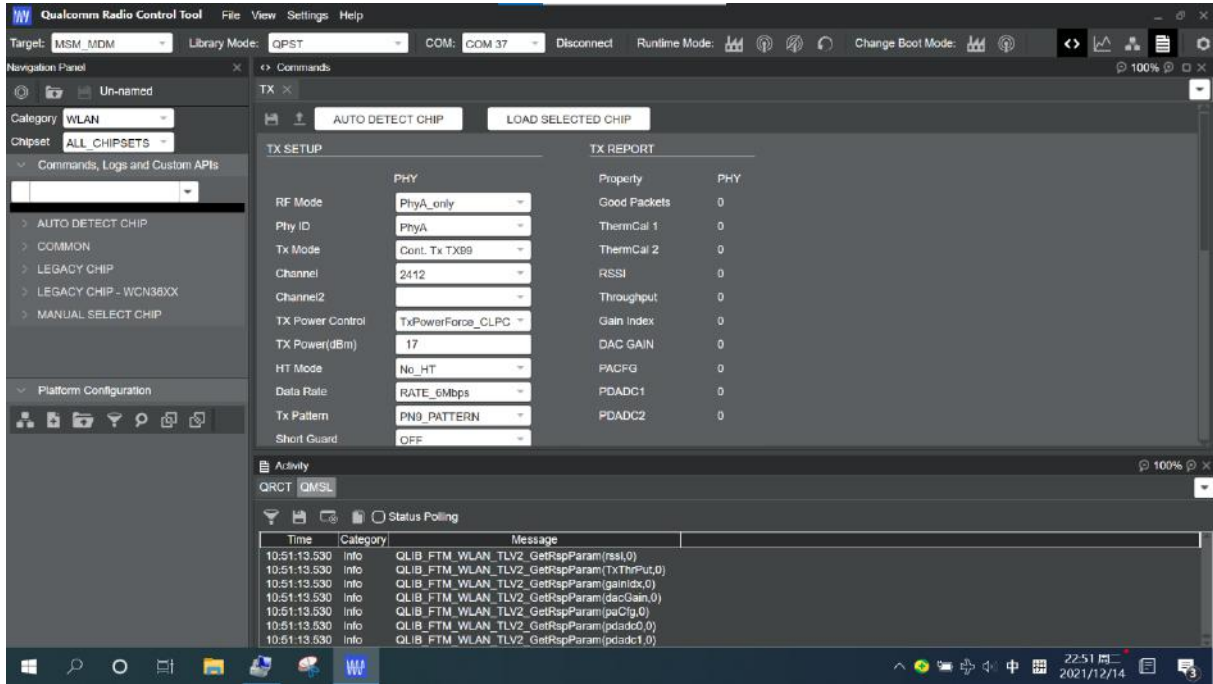 Qualcomm Radio Control Tool File View Settings Help
Target: MSM_MDM Library Mode: QPST COM: COM 37 Disconnect Runtime Mode: Change Boot Mode:
Navigation Panel
Commands
100%
Un-named
TX
Category WLAN
AUTO DETECT CHIP LOAD SELECTED CHIP
Chipset ALL_CHIPSETS
TX SETUP TX REPORT
Commands, Logs and Custom APIs
PHY Property PHY
RF Mode PhyA_only Good Packets 0
AUTO DETECT CHIP
Phy ID PhyA ThermCal 1 0
COMMON
Tx Mode Cont. Tx TX99 ThermCal 2 0
LEGACY CHIP
Channel 2412 RSSI 0
LEGACY CHIP - WCN36XX
Channel2 Throughput 0
MANUAL SELECT CHIP
TX Power Control TxPowerForce_CLPC Gain Index 0
TX Power(dBm) 17 DAC GAIN 0
HT Mode No_HT PACFG 0
Platform Configuration
Data Rate RATE_6Mbps PDADC1 0
Tx Pattern PN9_PATTERN PDADC2 0
Short Guard OFF
Activity 100%
QRCT QMSL
Status Polling
Time Category Message
10:51:13.530 Info QLIB_FTM_WLAN_TLV2_GetRspParam(rssi,0)
10:51:13.530 Info QLIB_FTM_WLAN_TLV2_GetRspParam(TxThrPut,0)
10:51:13.530 Info QLIB_FTM_WLAN_TLV2_GetRspParam(gainIdx,0)
10:51:13.530 Info QLIB_FTM_WLAN_TLV2_GetRspParam(dacGain,0)
10:51:13.530 Info QLIB_FTM_WLAN_TLV2_GetRspParam(paCfg,0)
10:51:13.530 Info QLIB_FTM_WLAN_TLV2_GetRspParam(pdadc0,0)
10:51:13.530 Info QLIB_FTM_WLAN_TLV2_GetRspParam(pdadc1,0)
中
22:51 周二
2021/12/14
3